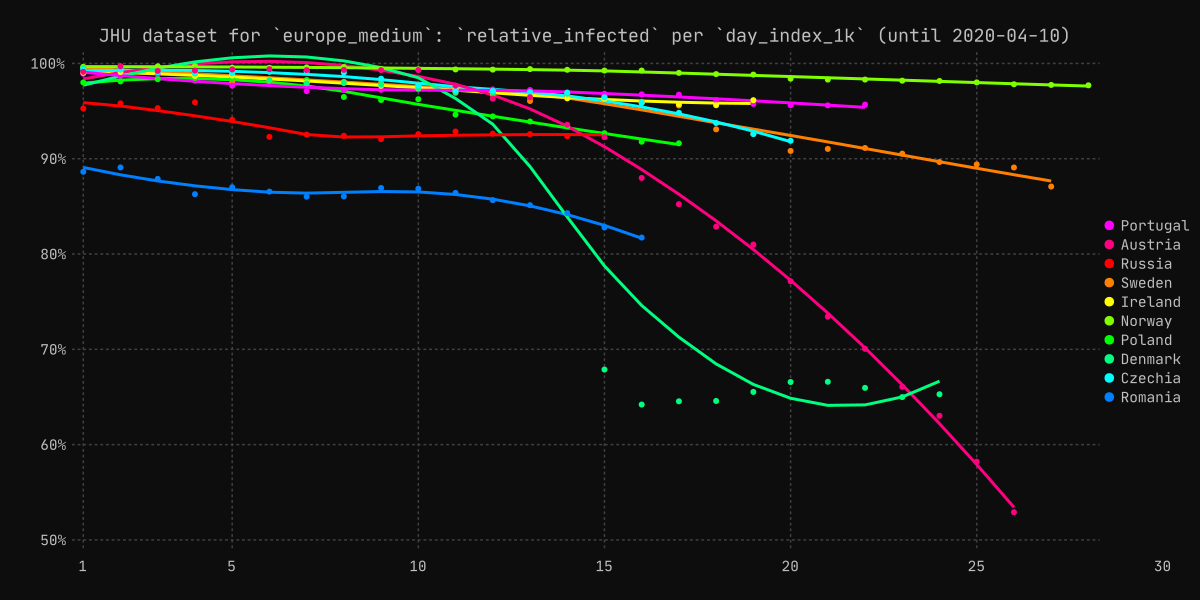 JHU dataset for `europe_medium`: `relative_infected` per `day_index_1k` (until 2020-04-10)
100%
90%
80%
70%
60%
50%
1 5 10 15 20 25 30
Portugal
Austria
Russia
Sweden
Ireland
Norway
Poland
Denmark
Czechia
Romania